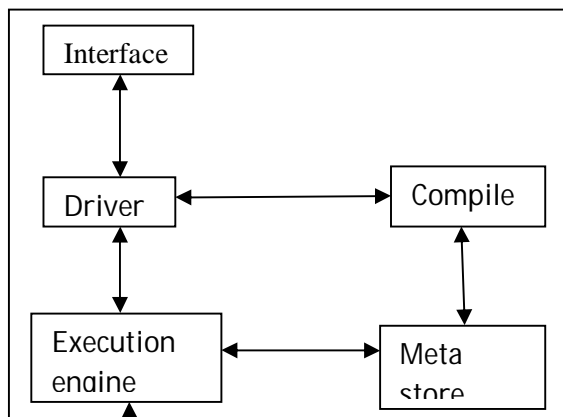 Interface
Driver
Compile
Execution
engine
Meta
store